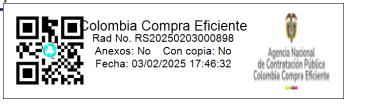 Colombia Compra Eficiente
Rad No. RS20250203000898
Anexos: No Con copia: No
Fecha: 03/02/2025 17:46:32
Agencia Nacional
de Contratación Pública
Colombia Compra Eficiente